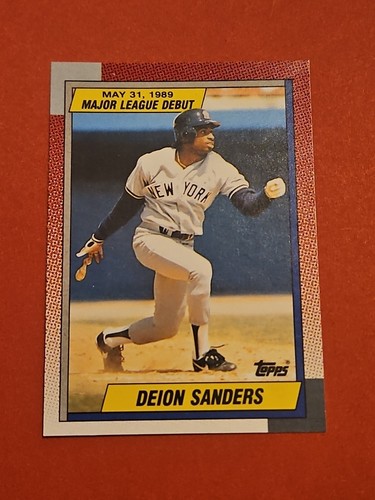 MAY 31, 1989
MAJOR LEAGUE DEBUT
NEW YORK
topps
DEION SANDERS